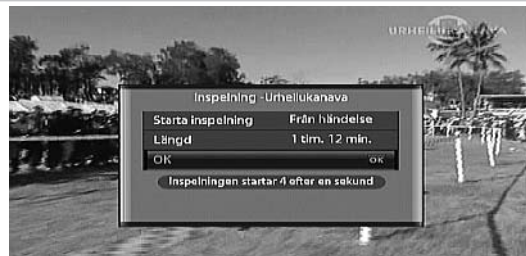 URHEILUKANAVA
Inspelning -Urheilukanava
Starta inspelning Från händelse
Längd 1 tim. 12 min.
OK OK
Inspelningen startar 4 efter en sekund